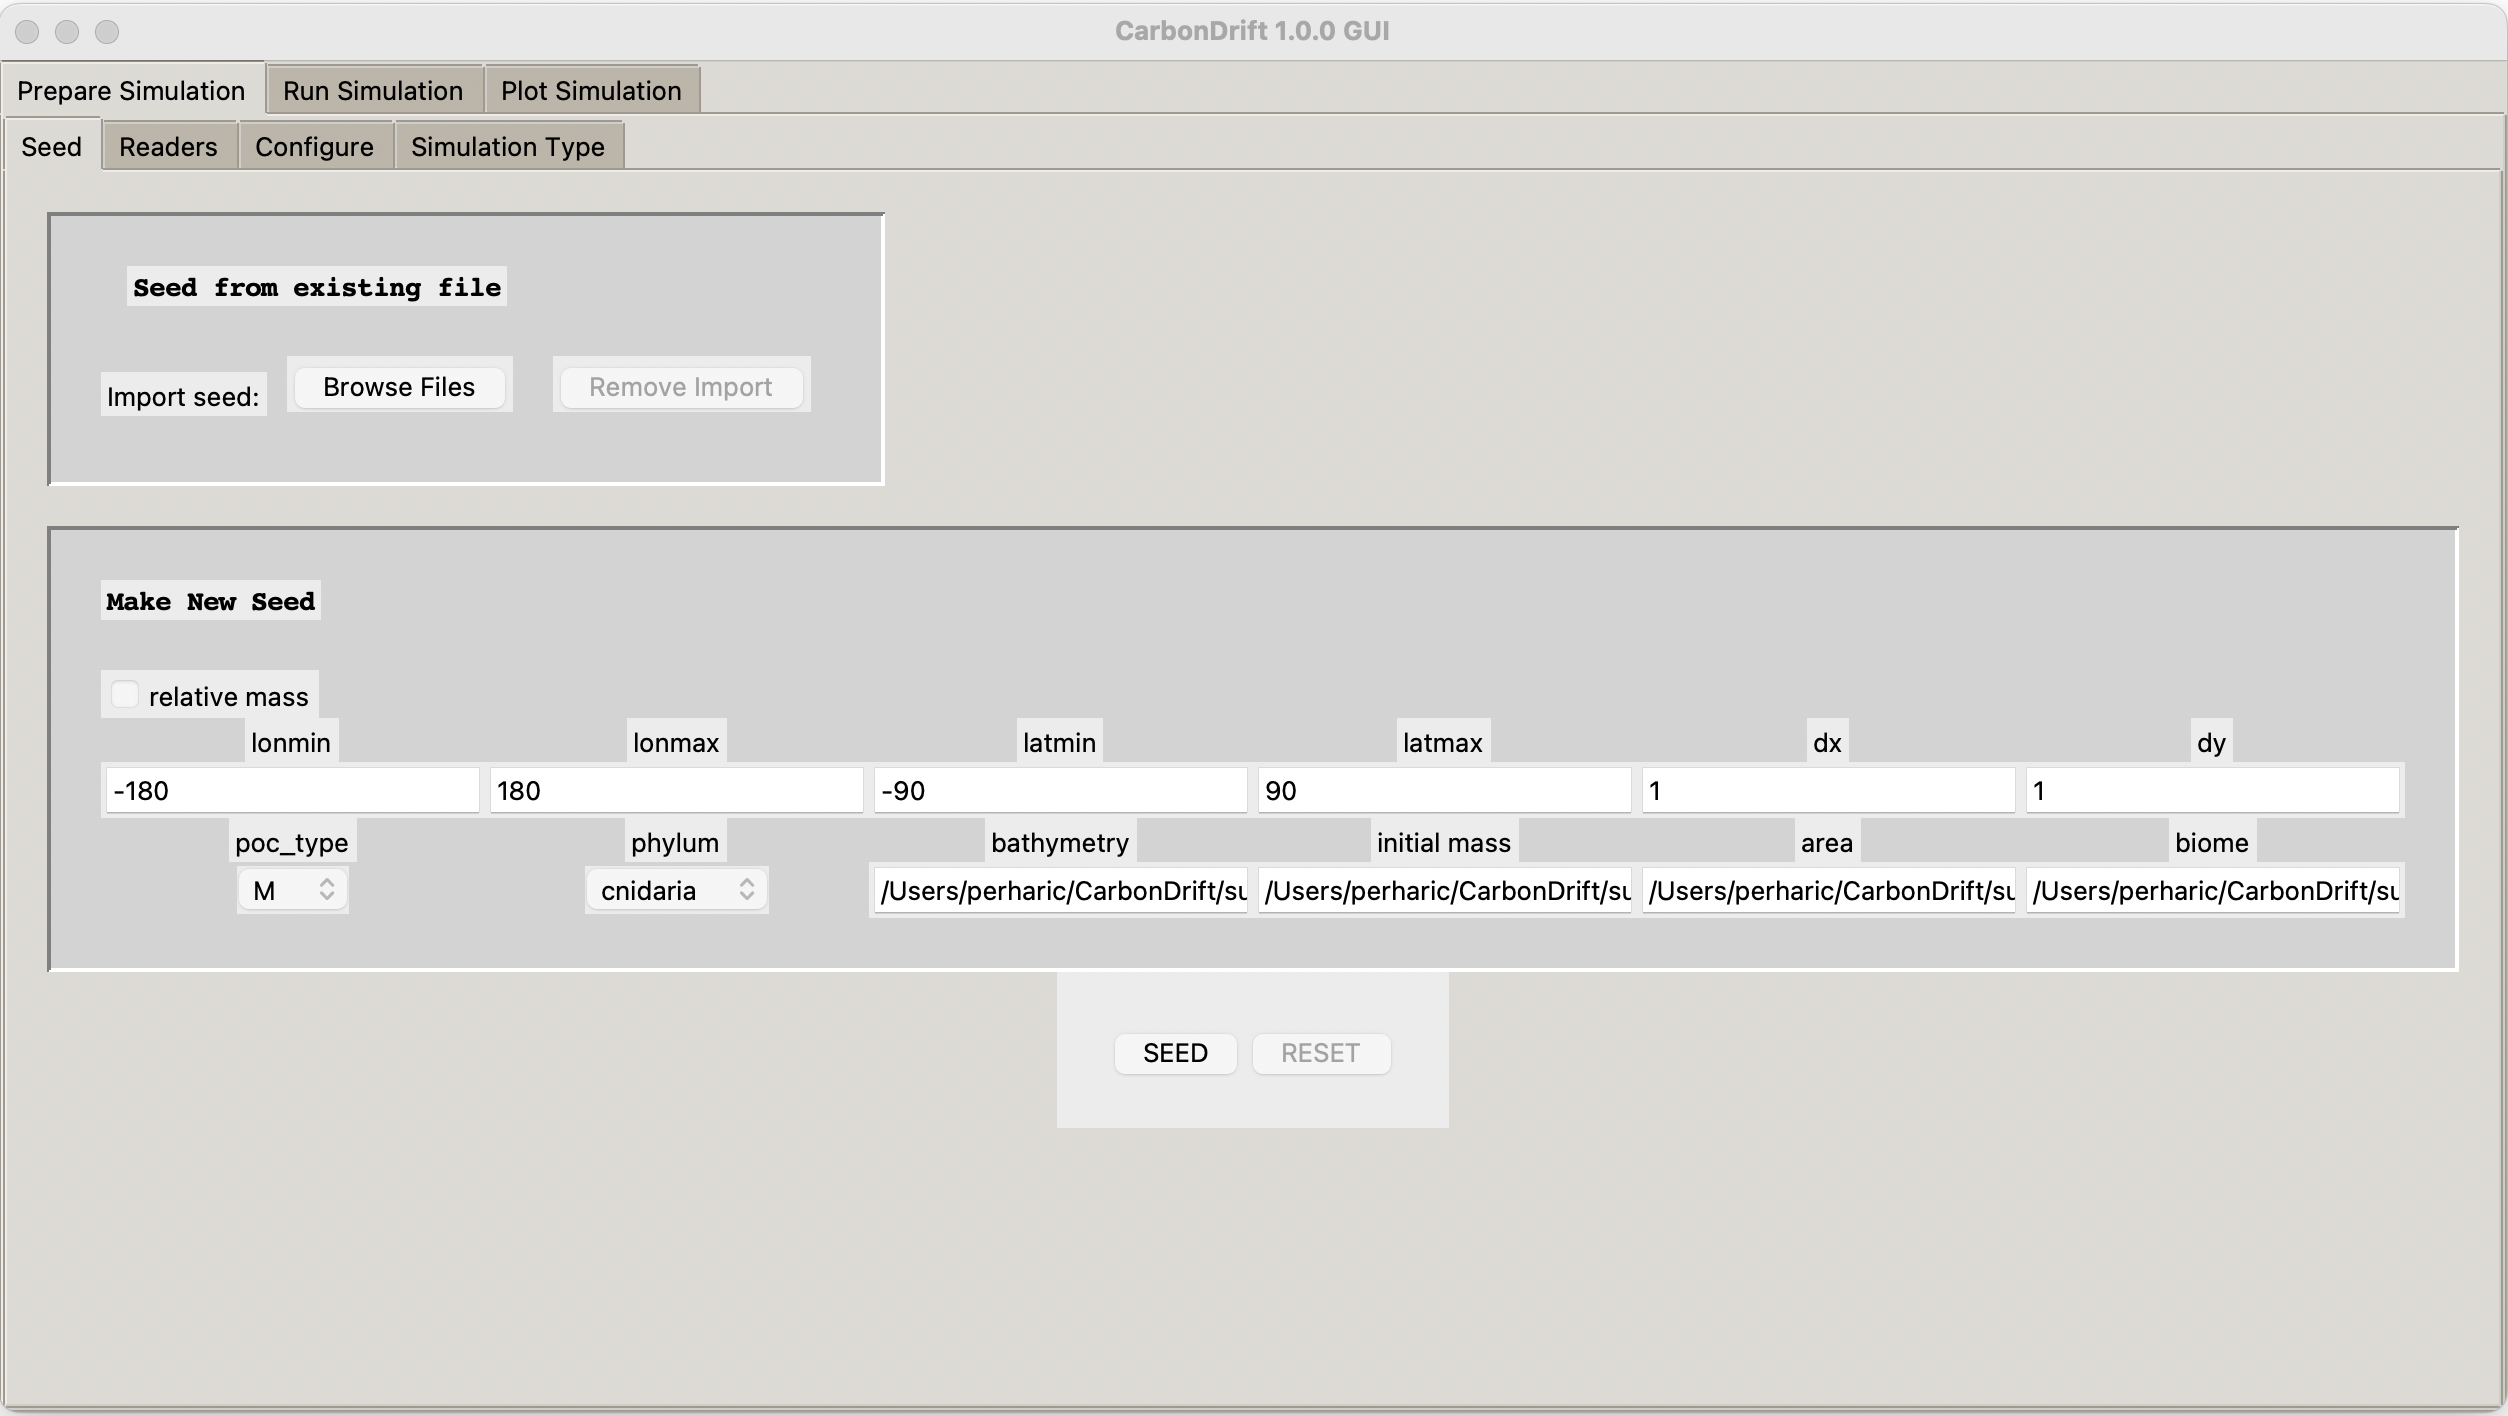 CarbonDrift 1.0.0 GUI
Prepare Simulation Run Simulation Plot Simulation
Seed Readers Configure Simulation Type
Seed from existing file
Import seed: Browse Files Remove Import
Make New Seed
relative mass
lonmin lonmax latmin latmax dx dy
-180 180 -90 90 1 1
poc_type phylum bathymetry initial mass area biome
M cnidaria /Users/perharic/CarbonDrift/su /Users/perharic/CarbonDrift/su /Users/perharic/CarbonDrift/su /Users/perharic/CarbonDrift/su
SEED RESET